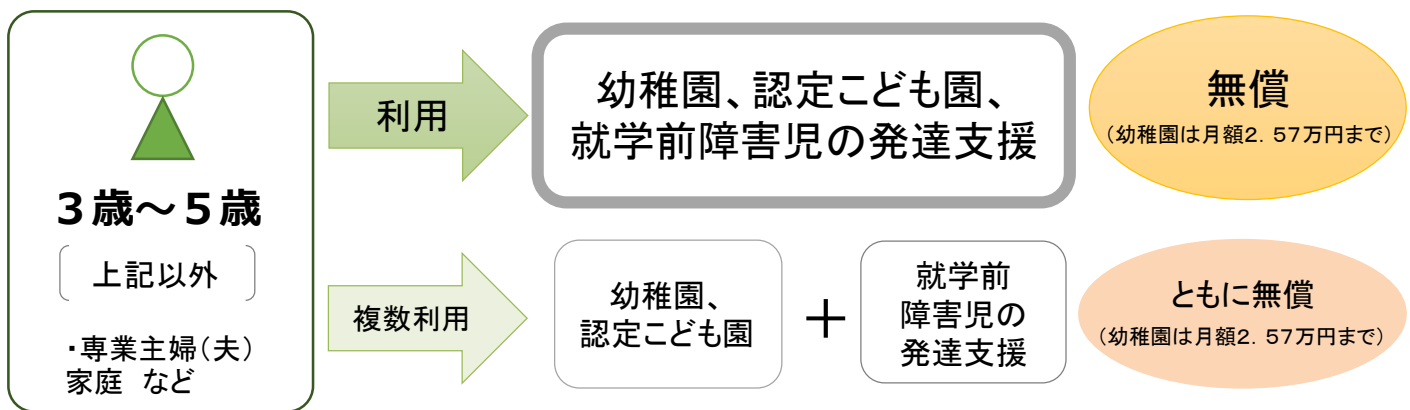 3歳～5歳
上記以外
・専業主婦(夫)
家庭 など
利用
幼稚園、認定こども園、
就学前障害児の発達支援
無償
(幼稚園は月額2．57万円まで)
複数利用
幼稚園、
認定こども園
＋
就学前
障害児の
発達支援
ともに無償
(幼稚園は月額2．57万円まで)